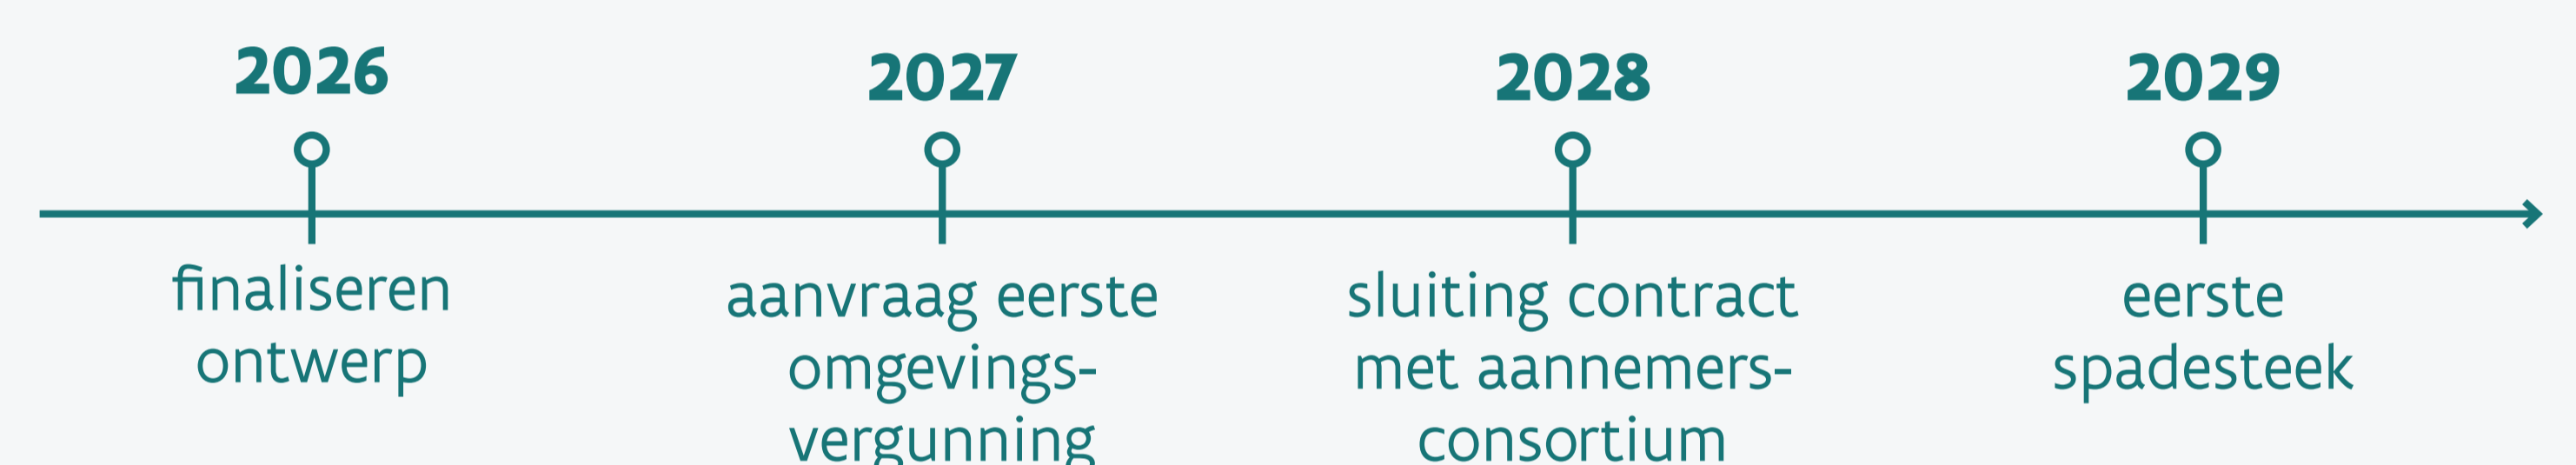 2026
finaliseren
ontwerp
2027
aanvraag eerste
omgevings-
vergunning
2028
sluiting contract
met aannemers-
consortium
2029
eerste
spadesteek